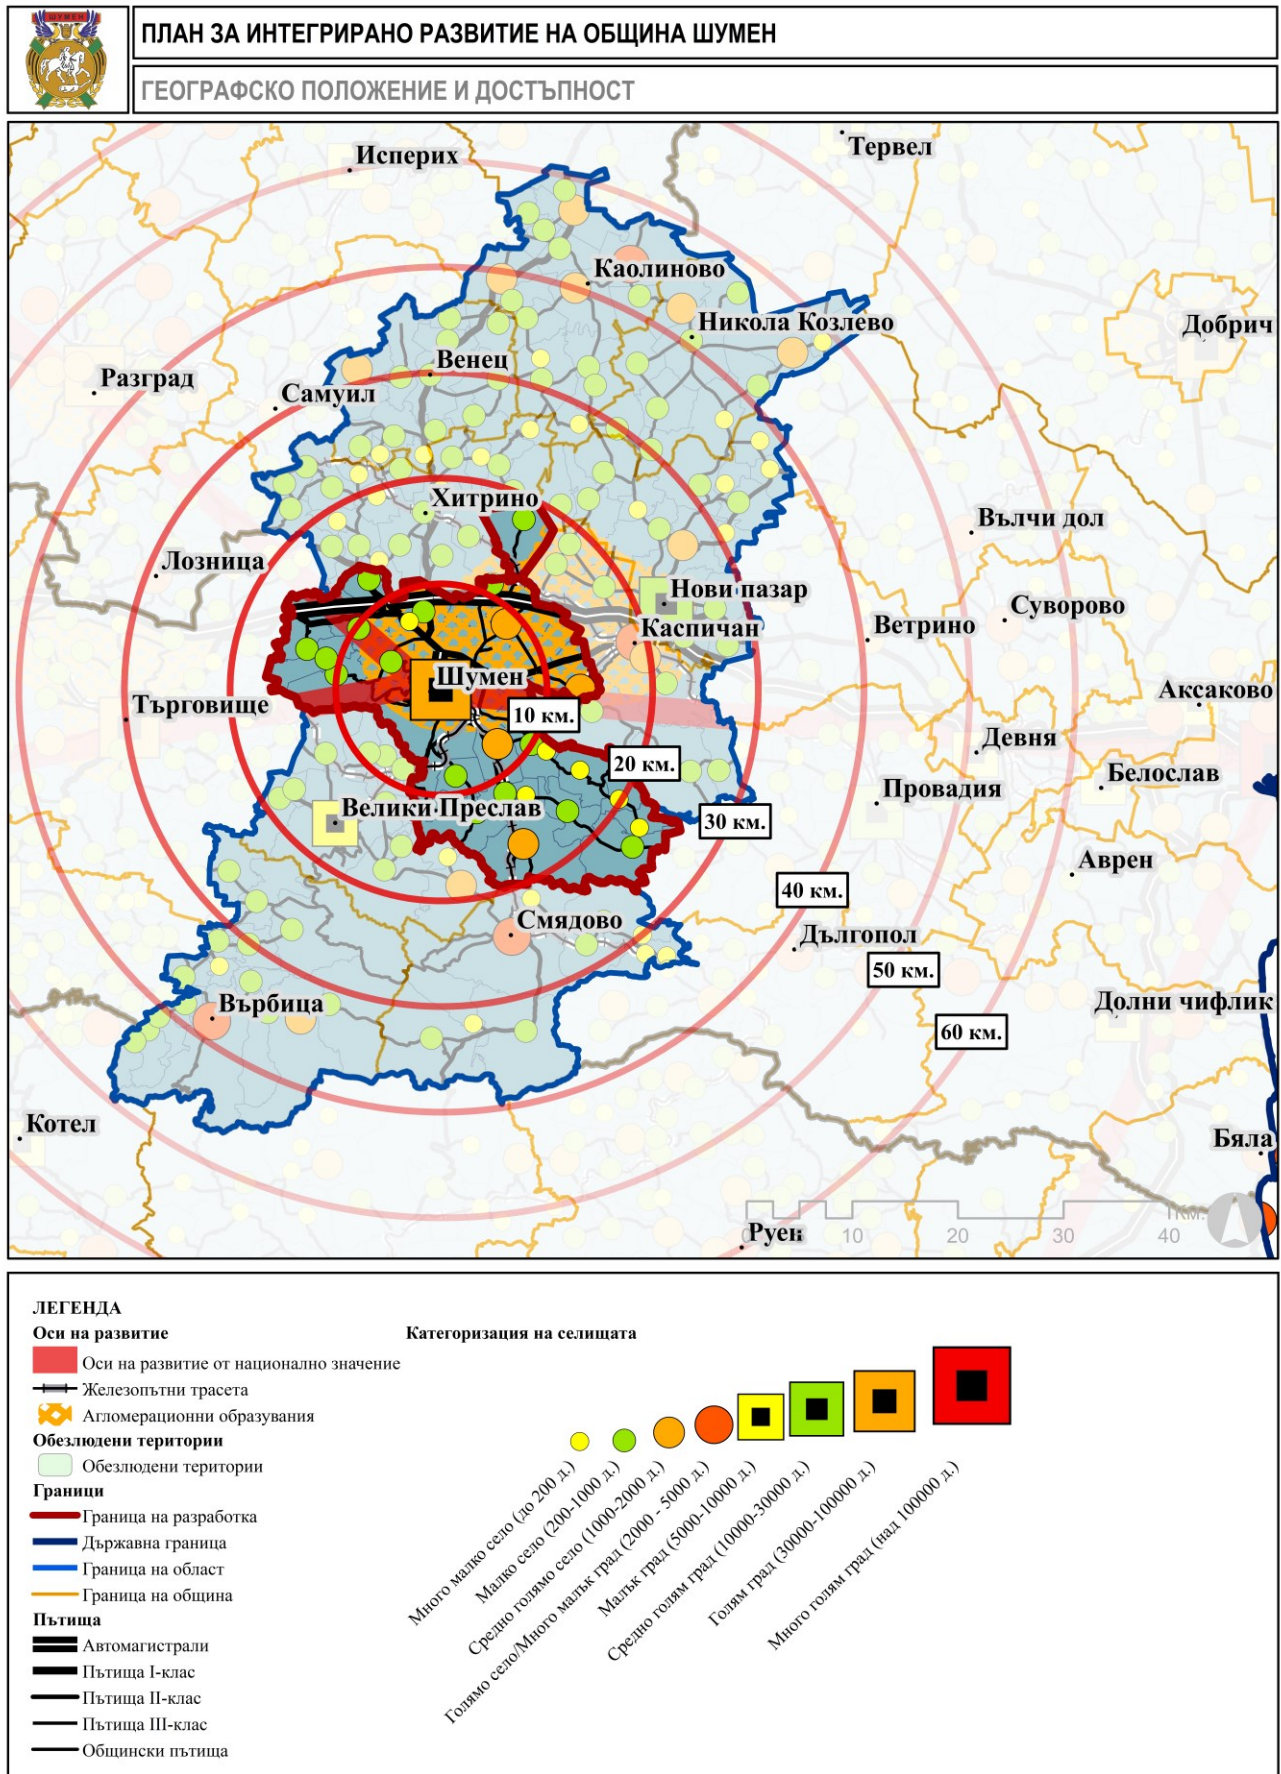 ШУМЕН
ПЛАН ЗА ИНТЕГРИРАНО РАЗВИТИЕ НА ОБЩИНА ШУМЕН
ГЕОГРАФСКО ПОЛОЖЕНИЕ И ДОСТЪПНОСТ
Исперих
Тервел
Каолиново
Никола Козлево
Добрич
Венец
Разград
Самуил
Хитрино
Вълчи дол
Лозница
Нови пазар
Суворово
Каспичан
Ветрино
Шумен
Аксаково
Търговище
10 км.
Девня
20 км.
Белослав
Провадия
Велики Преслав
30 км.
Аврен
40 км.
Смядово
Дългопол
50 км.
Върбица
Долни чифлик
60 км.
Котел
Бяла
Руен
0 10 20 30 40
км.
ЛЕГЕНДА
Оси на развитие
Оси на развитие от национално значение
Железопътни трасета
Агломерационни образувания
Обезлюдени територии
Обезлюдени територии
Граници
Граница на разработка
Държавна граница
Граница на област
Граница на община
Пътища
Автомагистрали
Пътища I-клас
Пътища II-клас
Пътища III-клас
Общински пътища
Категоризация на селищата
Много малко село (до 200 д.)
Малко село (200-1000 д.)
Средно голямо село (1000-2000 д.)
Голямо село/Много малък град (2000 - 5000 д.)
Малък град (5000-10000 д.)
Средно голям град (10000-30000 д.)
Голям град (30000-100000 д.)
Много голям град (над 100000 д.)